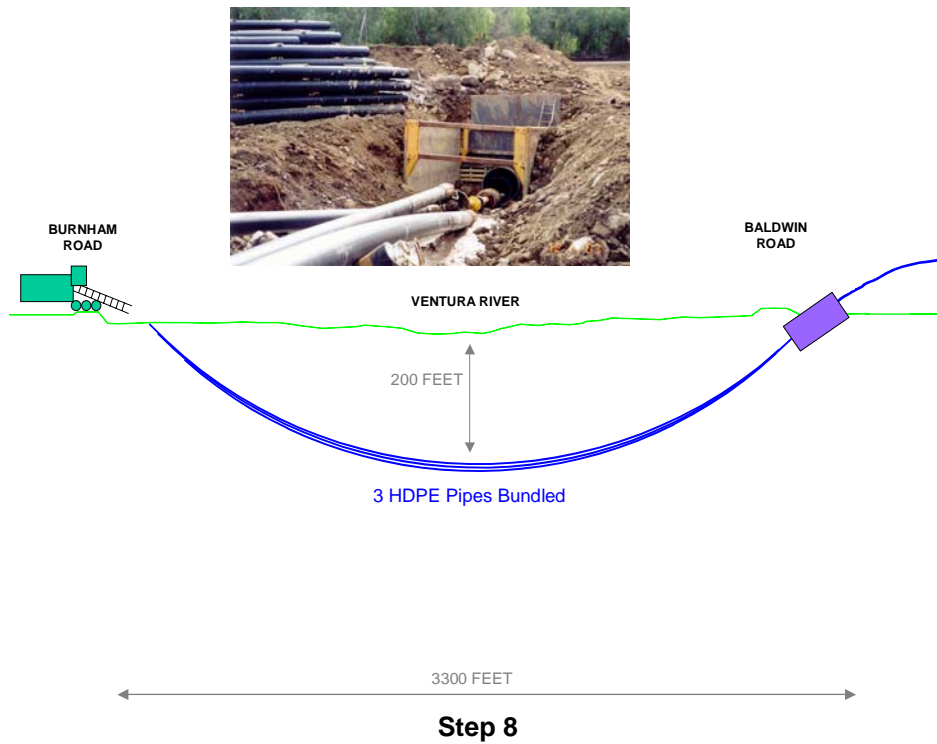 BURNHAM
ROAD
BALDWIN
ROAD
VENTURA RIVER
200 FEET
3 HDPE Pipes Bundled
3300 FEET
Step 8